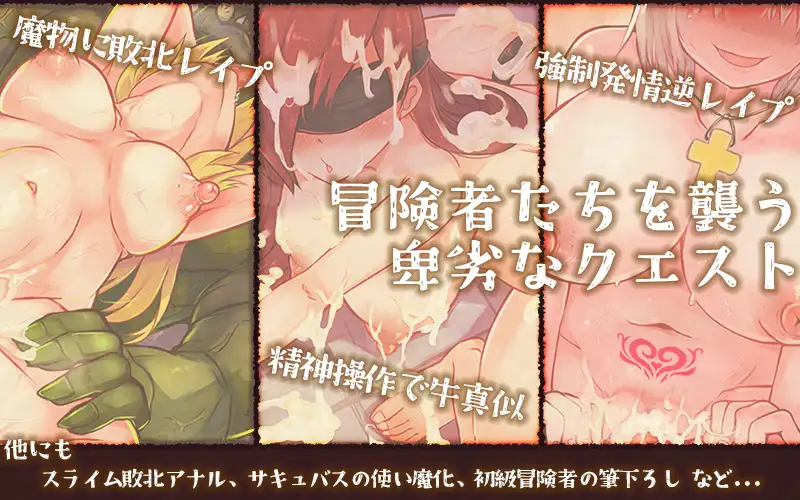 魔物に敗北レイプ
強制発情逆レイプ
冒険者たちを襲う
卑劣なクエスト
精神操作で牛真似
他にも
スライム敗北アナル、サキュバスの使い魔化、初級冒険者の筆下ろし など...